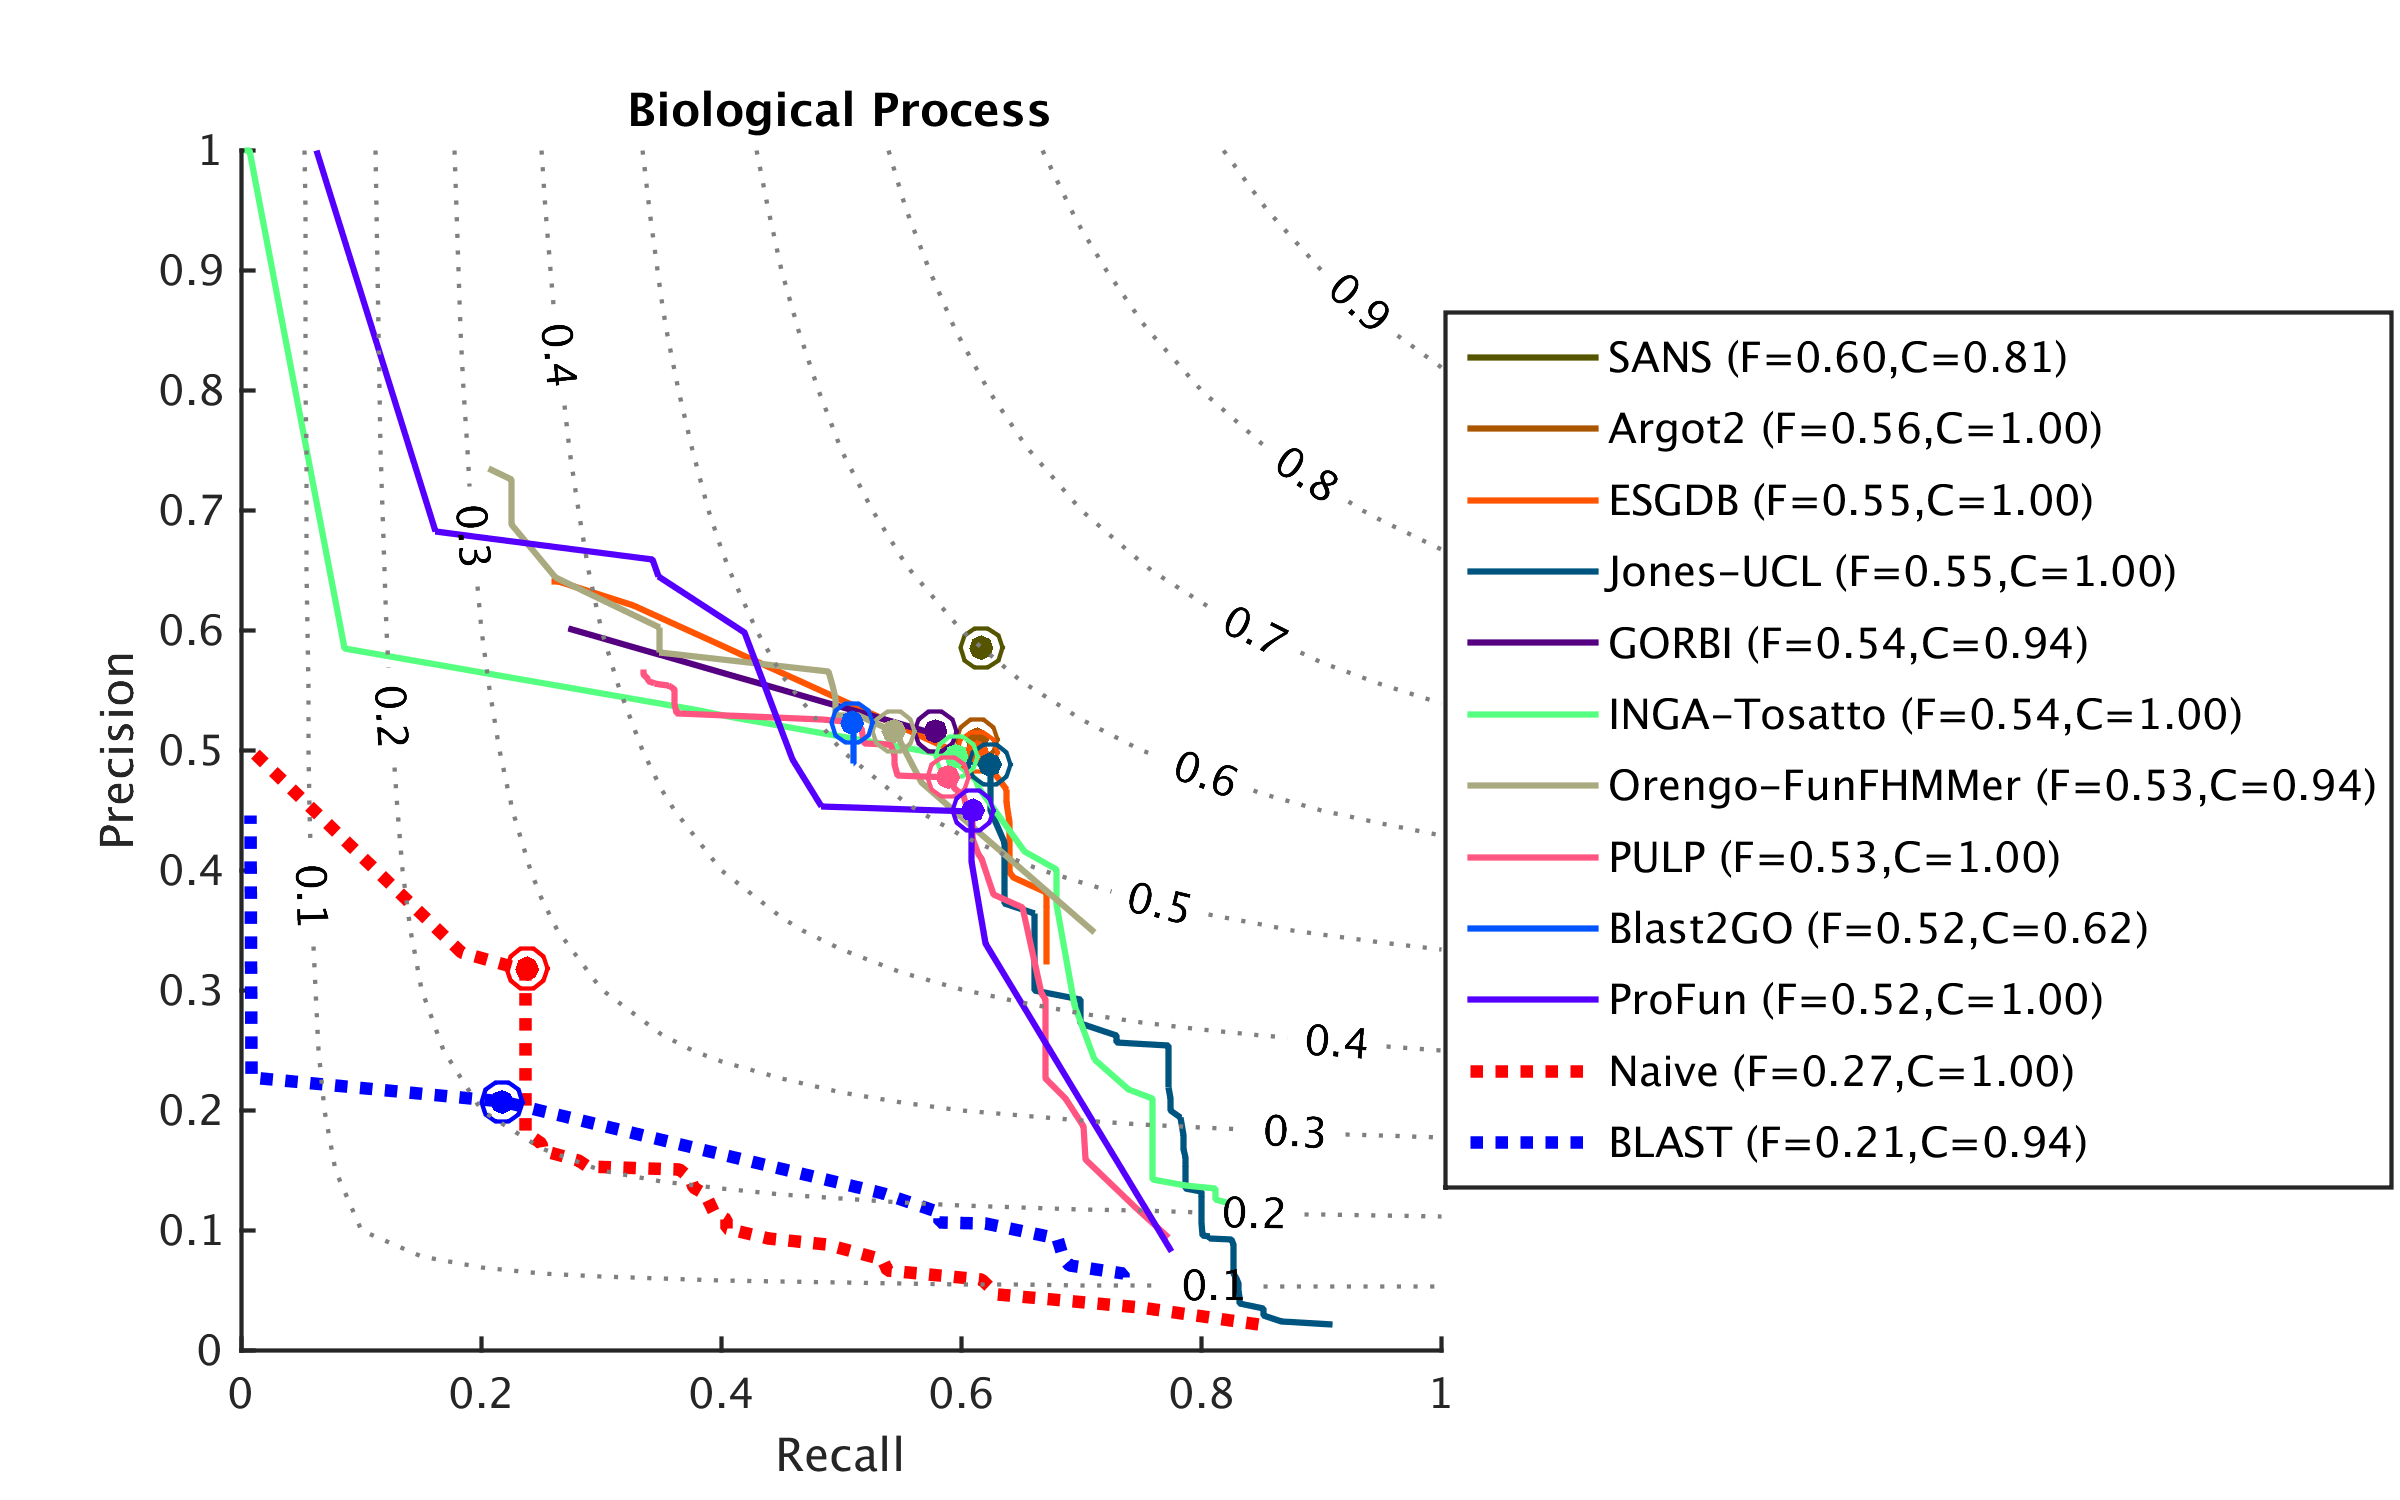 Biological Process
Precision
1
0.9
0.8
0.7
0.6
0.5
0.4
0.3
0.2
0.1
0
0
0.2
0.4
0.6
0.8
1
Recall
0.1
0.2
0.3
0.4
0.9
0.8
0.7
0.6
0.5
0.4
0.3
0.2
0.1
SANS (F=0.60,C=0.81)
Argot2 (F=0.56,C=1.00)
ESGDB (F=0.55,C=1.00)
Jones-UCL (F=0.55,C=1.00)
GORBI (F=0.54,C=0.94)
INGA-Tosatto (F=0.54,C=1.00)
Orengo-FunFHMMer (F=0.53,C=0.94)
PULP (F=0.53,C=1.00)
Blast2GO (F=0.52,C=0.62)
ProFun (F=0.52,C=1.00)
Naive (F=0.27,C=1.00)
BLAST (F=0.21,C=0.94)